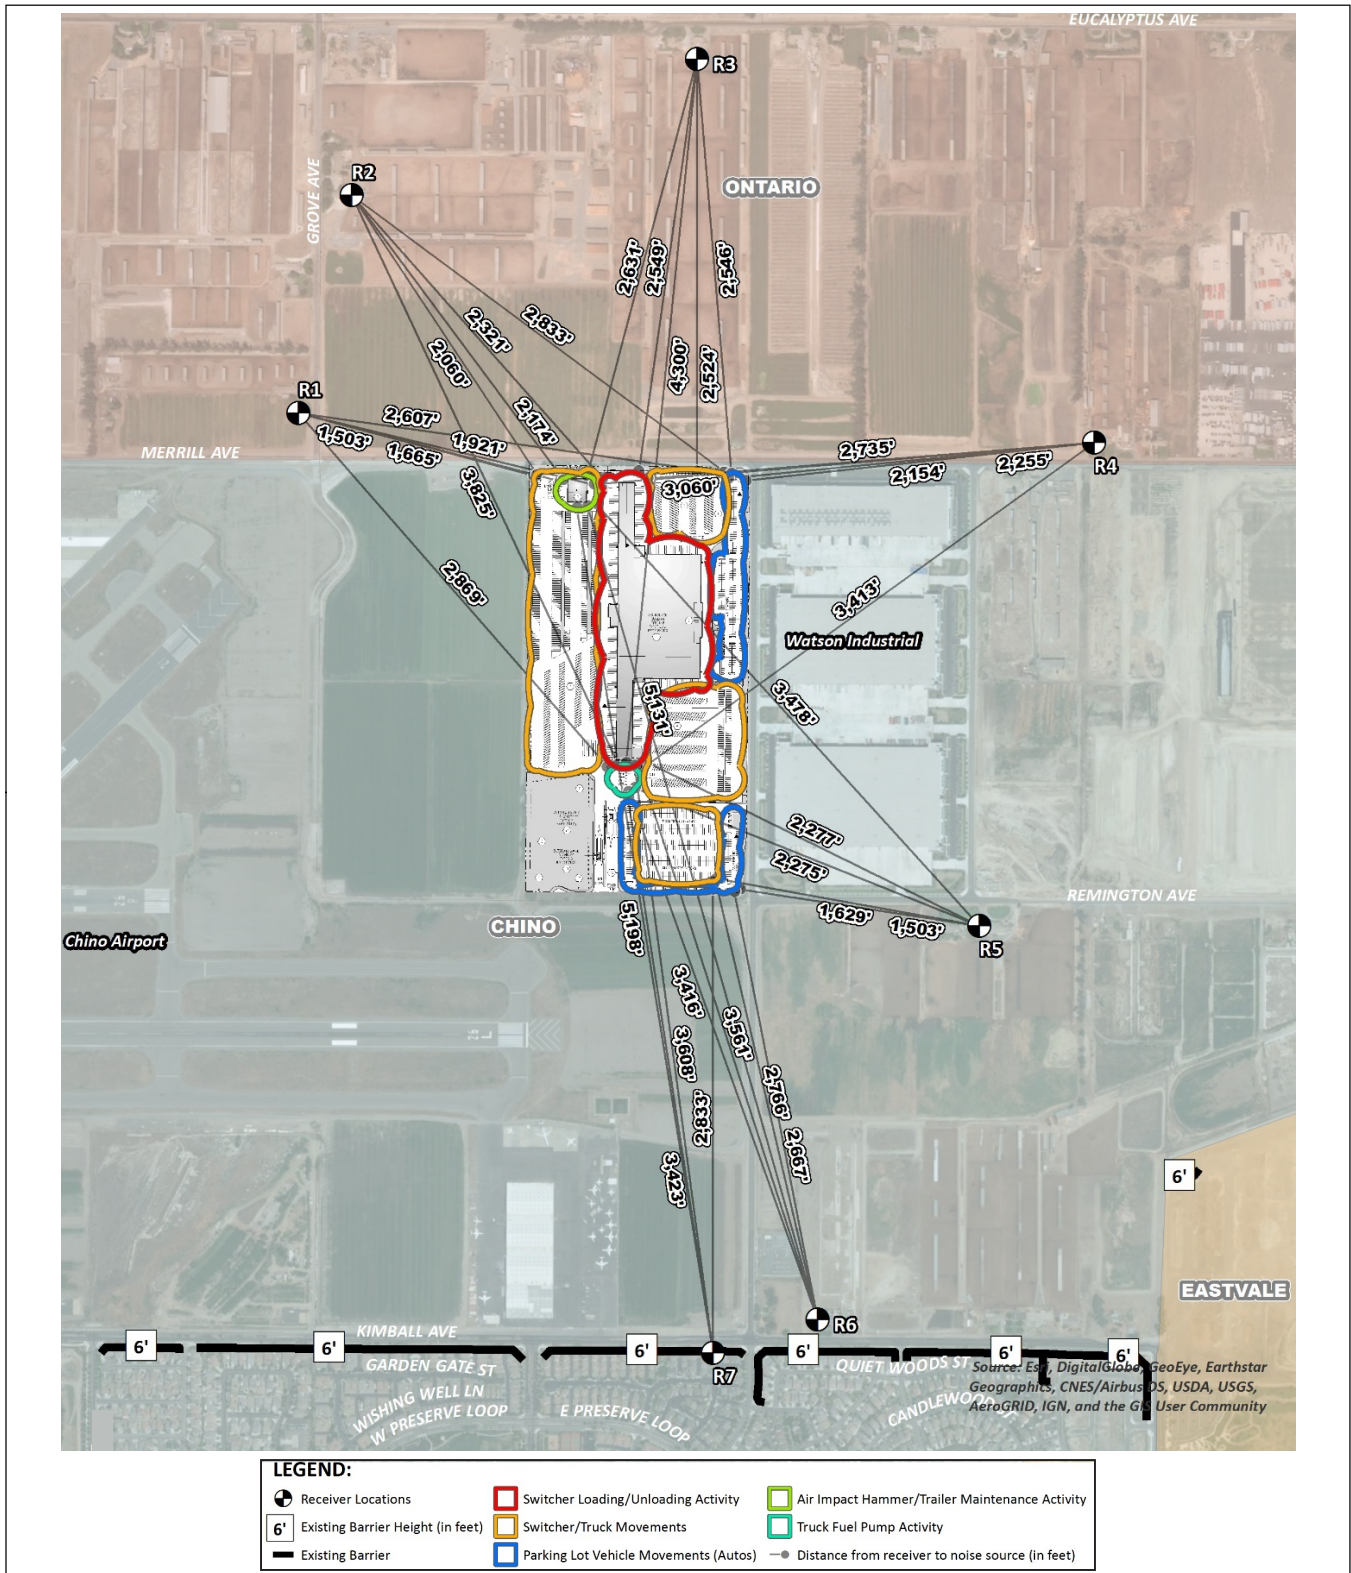 EUCALYPTUS AVE
R3
R2
ONTARIO
GROVE AVE
2,631'
2,549'
2,546'
2,833'
2,321'
2,060'
4,300'
2,524'
R1
2,607'
2,174'
1,503'
1,921'
1,665'
MERRILL AVE
2,735'
2,154'
2,255'
R4
3,825'
3,060'
2,869'
3,413'
Watson Industrial
5,131'
3,478'
2,277'
2,275'
REMINGTON AVE
1,629'
1,503'
R5
5,198'
CHINO
Chino Airport
3,416'
3,561'
3,608'
2,766'
2,833'
2,667'
3,423'
6'
EASTVALE
R6
KIMBALL AVE
6'
6'
6'
6'
6'
6'
R7
GARDEN GATE ST
QUIET WOODS ST
WISHING WELL LN
W PRESERVE LOOP
E PRESERVE LOOP
CANDLEWOOD ST
Source: Esri, DigitalGlobe, GeoEye, Earthstar
Geographics, CNES/Airbus DS, USDA, USGS,
AeroGRID, IGN, and the GIS User Community
LEGEND:
Receiver Locations
6' Existing Barrier Height (in feet)
Existing Barrier
Switcher Loading/Unloading Activity
Switcher/Truck Movements
Parking Lot Vehicle Movements (Autos)
Air Impact Hammer/Trailer Maintenance Activity
Truck Fuel Pump Activity
Distance from receiver to noise source (in feet)